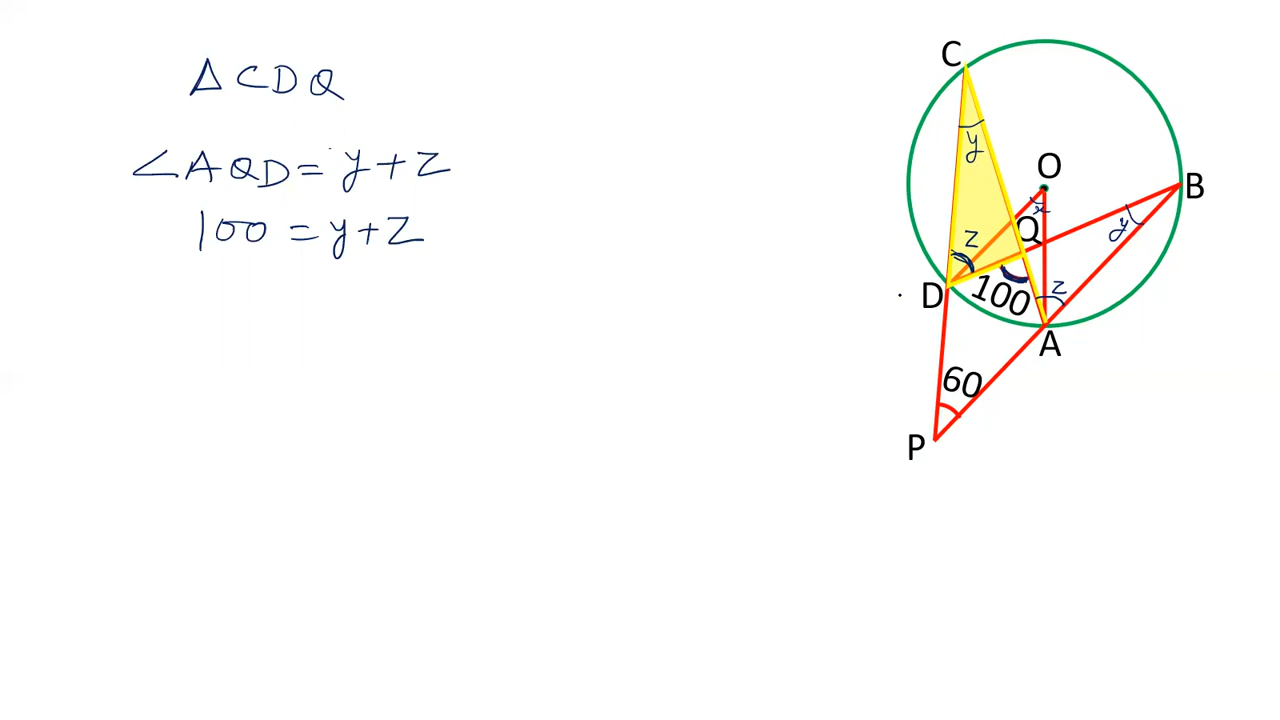 △CDQ
∠AQD = y+z
100 = y+z
C
y
O
x
B
Q
y
z
D
100
z
A
60
P